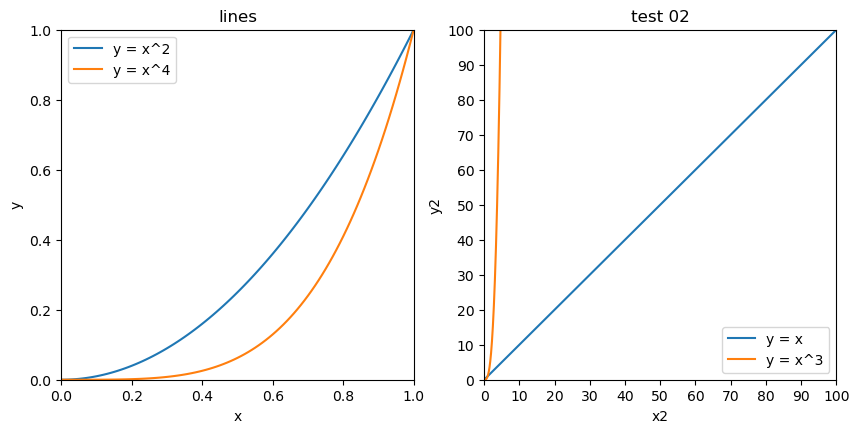 lines
y = x^2
y = x^4
1.0
0.8
0.6
0.4
0.2
0.0
y
0.0 0.2 0.4 0.6 0.8 1.0
x
test 02
100
90
80
70
60
50
40
30
20
10
0
y2
y = x
y = x^3
0 10 20 30 40 50 60 70 80 90 100
x2